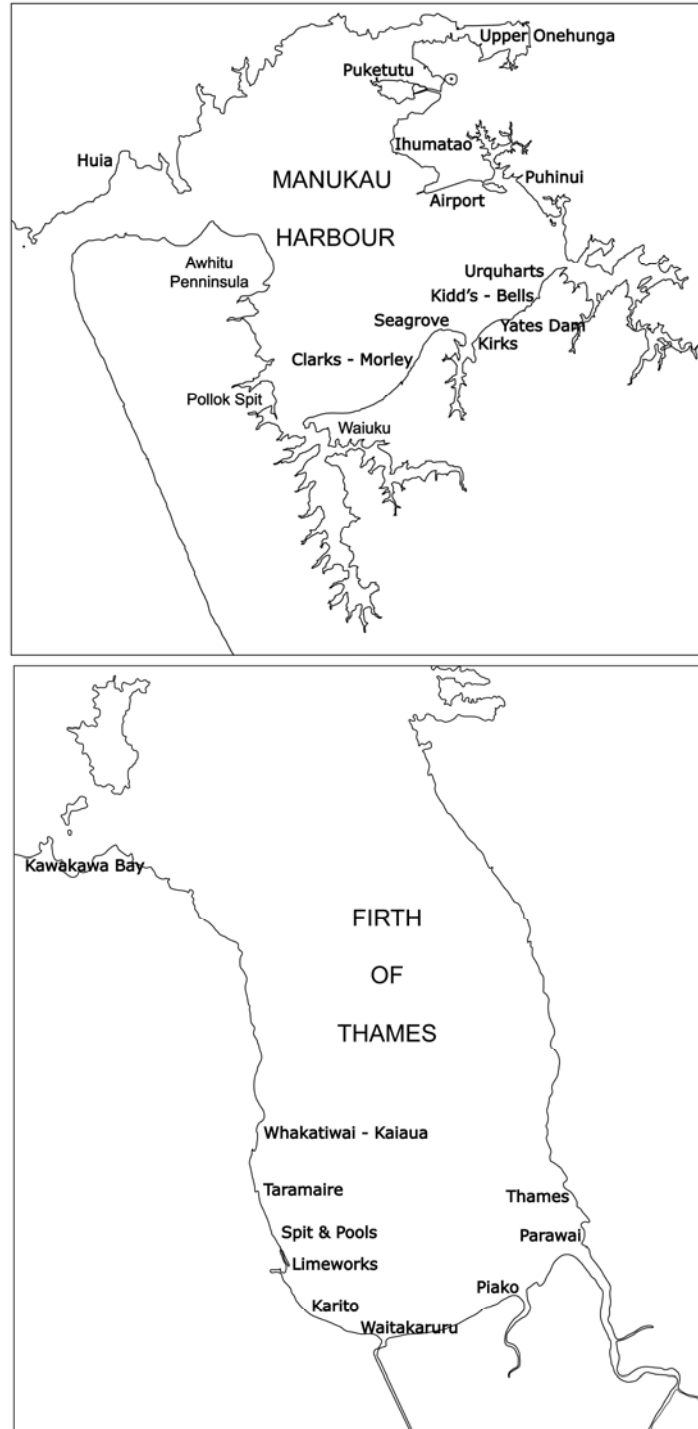 Upper Onehunga
Puketutu
Ihumatao
Huia
MANUKAU
HARBOUR
Puhinui
Airport
Awhitu
Penninsula
Urquharts
Kidd's - Bells
Seagrove
Yates Dam
Kirks
Clarks - Morley
Pollok Spit
Waiuku
Kawakawa Bay
FIRTH
OF
THAMES
Whakatiwai - Kaiaua
Taramaire
Thames
Spit & Pools
Parawai
Limeworks
Piako
Karito
Waitakaruru